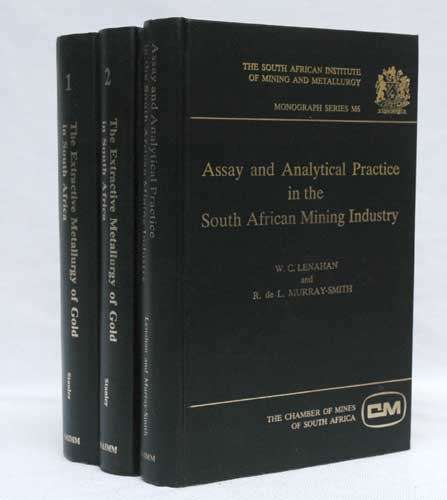 1
The Extractive Metallurgy of Gold
in South Africa
Stanley
SAIMM
2
The Extractive Metallurgy of Gold
in South Africa
Stanley
SAIMM
Assay and Analytical Practice
in the South African Mining Industry
Lenahan and Murray-Smith
SAIMM
THE SOUTH AFRICAN INSTITUTE
OF MINING AND METALLURGY
MONOGRAPH SERIES M6
Assay and Analytical Practice
in the
South African Mining Industry
W. C. LENAHAN
and
R. de L. MURRAY-SMITH
THE CHAMBER OF MINES
OF SOUTH AFRICA
CM